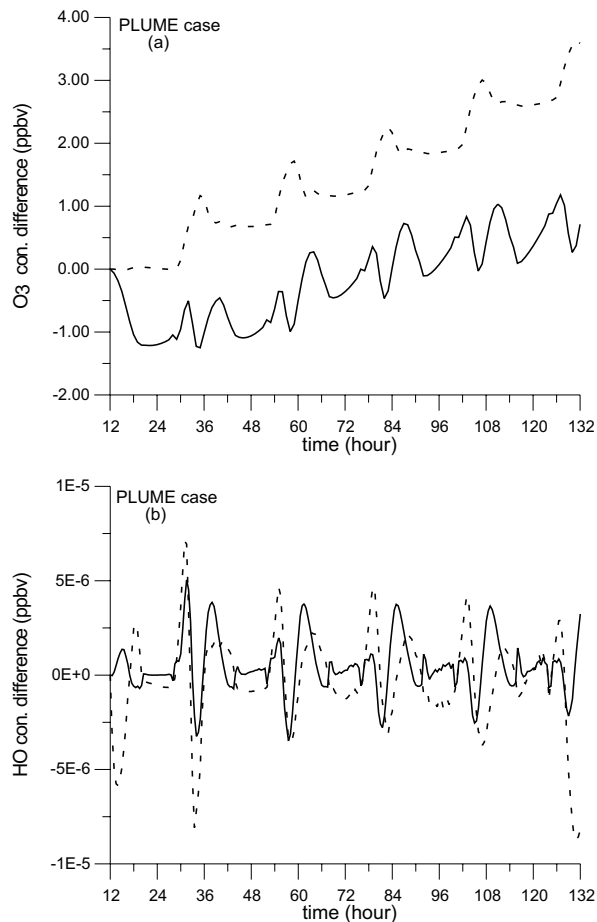 PLUME case
(a)
4.00
3.00
2.00
1.00
0.00
-1.00
-2.00
O3 con. difference (ppbv)
12 24 36 48 60 72 84 96 108 120 132
time (hour)
PLUME case
(b)
1E-5
5E-6
0E+0
-5E-6
-1E-5
HO con. difference (ppbv)
12 24 36 48 60 72 84 96 108 120 132
time (hour)